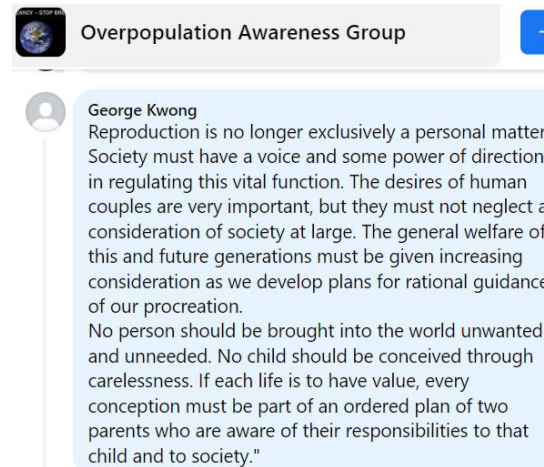 ANCY - STOP BR
Overpopulation Awareness Group
George Kwong
Reproduction is no longer exclusively a personal matter
Society must have a voice and some power of direction
in regulating this vital function. The desires of human
couples are very important, but they must not neglect a
consideration of society at large. The general welfare of
this and future generations must be given increasing
consideration as we develop plans for rational guidance
of our procreation.
No person should be brought into the world unwanted
and unneeded. No child should be conceived through
carelessness. If each life is to have value, every
conception must be part of an ordered plan of two
parents who are aware of their responsibilities to that
child and to society."